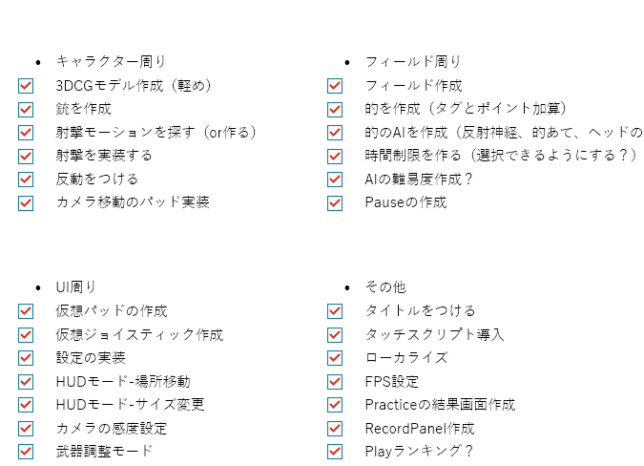 キャラクター周り
3DCGモデル作成（軽め）
銃を作成
射撃モーションを探す（or作る）
射撃を実装する
反動をつける
カメラ移動のパッド実装
フィールド周り
フィールド作成
的を作成（タグとポイント加算）
的のAIを作成（反射神経、的あて、ヘッドの
時間制限を作る（選択できるようにする？）
AIの難易度作成？
Pauseの作成
UI周り
仮想パッドの作成
仮想ジョイスティック作成
設定の実装
HUDモード-場所移動
HUDモード-サイズ変更
カメラの感度設定
武器調整モード
その他
タイトルをつける
タッチスクリプト導入
ローカライズ
FPS設定
Practiceの結果画面作成
RecordPanel作成
Playランキング？